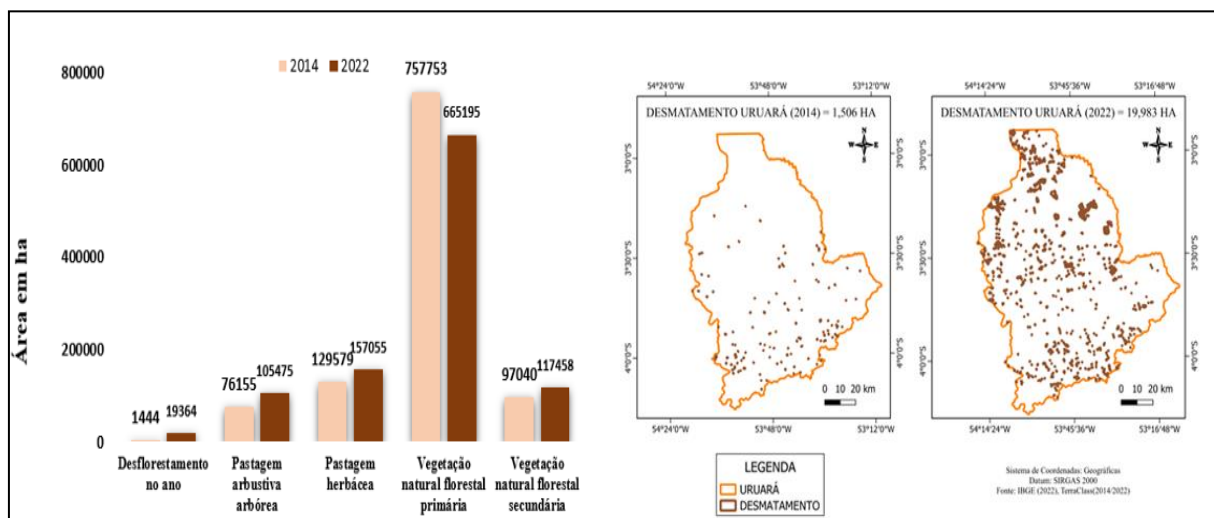 2014 2022
800000
600000
400000
200000
0
Área em ha
1444
19364
76155
105475
129579
157055
757753
665195
97040
117458
Desflorestamento
no ano
Pastagem
arbustiva
arbórea
Pastagem
herbácea
Vegetação
natural florestal
primária
Vegetação
natural florestal
secundária
54°24'0"W 53°48'0"W 53°12'0"W
DESMATAMENTO URUARÁ (2014) = 1,506 HA
N
W E
S
3°0'0"S
3°30'0"S
4°0'0"S
0 10 20 km
54°24'0"W 53°48'0"W 53°12'0"W
54°14'24"W 53°45'36"W 53°16'48"W
DESMATAMENTO URUARÁ (2022) = 19,983 HA
N
W E
S
3°0'0"S
3°30'0"S
4°0'0"S
0 10 20 km
54°14'24"W 53°45'36"W 53°16'48"W
LEGENDA
URUARÁ
DESMATAMENTO
Sistema de Coordenadas: Geográficas
Datum: SIRGAS 2000
Fonte: IBGE (2022), TerraClass(2014/2022)